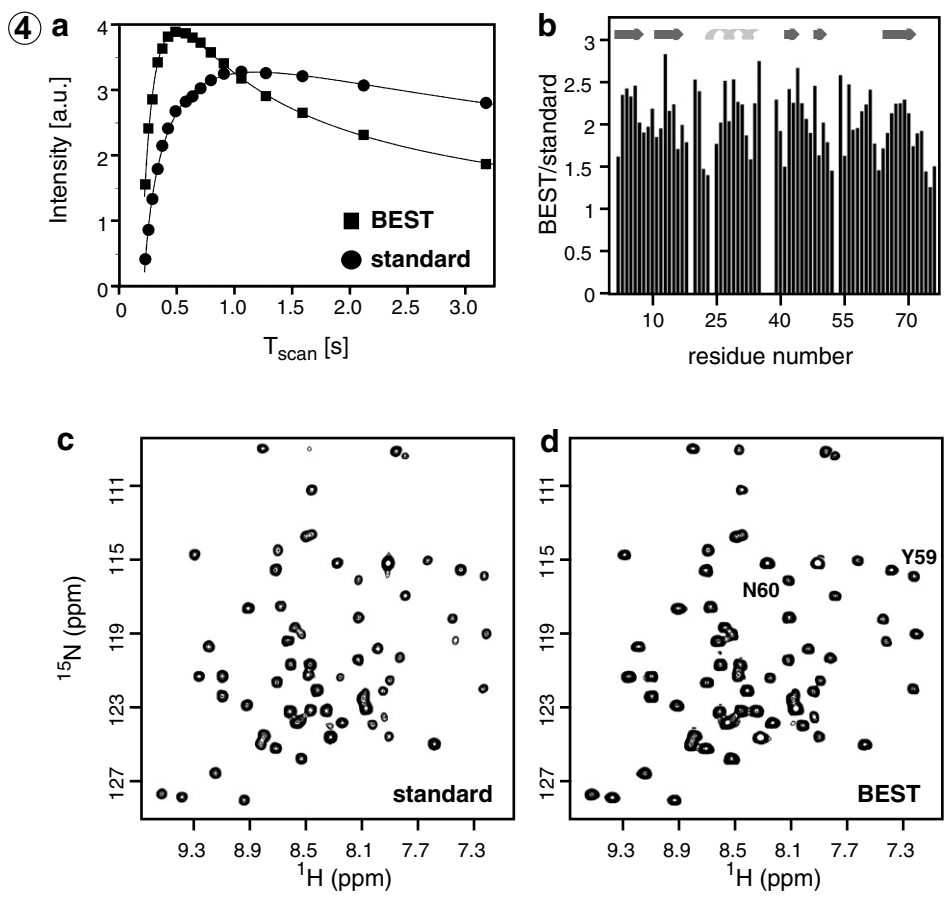 4
a
4
3
2
1
0
Intensity [a.u.]
BEST
standard
0 0.5 1.0 1.5 2.0 2.5 3.0
Tscan [s]
b
3
2.5
2
1.5
1
0.5
0
BEST/standard
10 25 40 55 70
residue number
c
111
115
119
123
127
15N (ppm)
standard
9.3 8.9 8.5 8.1 7.7 7.3
1H (ppm)
d
111
115
119
123
127
Y59
N60
BEST
9.3 8.9 8.5 8.1 7.7 7.3
1H (ppm)